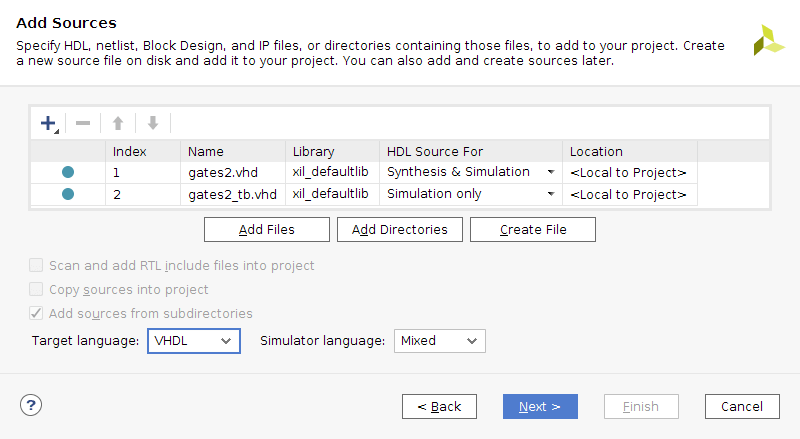 Add Sources
Specify HDL, netlist, Block Design, and IP files, or directories containing those files, to add to your project. Create
a new source file on disk and add it to your project. You can also add and create sources later.
Index Name Library HDL Source For Location
1 gates2.vhd xil_defaultlib Synthesis & Simulation <Local to Project>
2 gates2_tb.vhd xil_defaultlib Simulation only <Local to Project>
Add Files Add Directories Create File
Scan and add RTL include files into project
Copy sources into project
Add sources from subdirectories
Target language: VHDL Simulator language: Mixed
? < Back Next > Finish Cancel